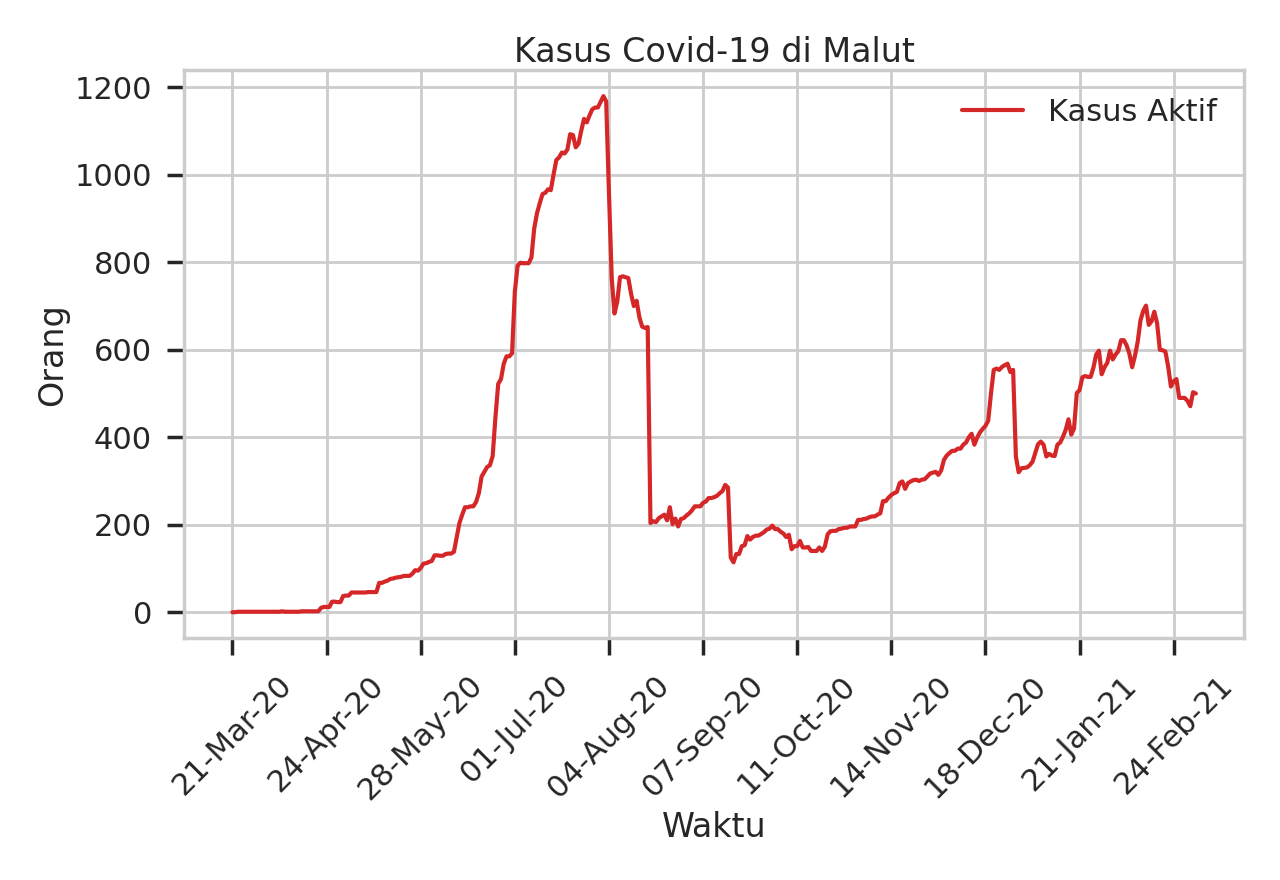 Kasus Covid-19 di Malut
Kasus Aktif
1200
1000
800
600
400
200
0
Orang
21-Mar-20
24-Apr-20
28-May-20
01-Jul-20
04-Aug-20
07-Sep-20
11-Oct-20
14-Nov-20
18-Dec-20
21-Jan-21
24-Feb-21
Waktu